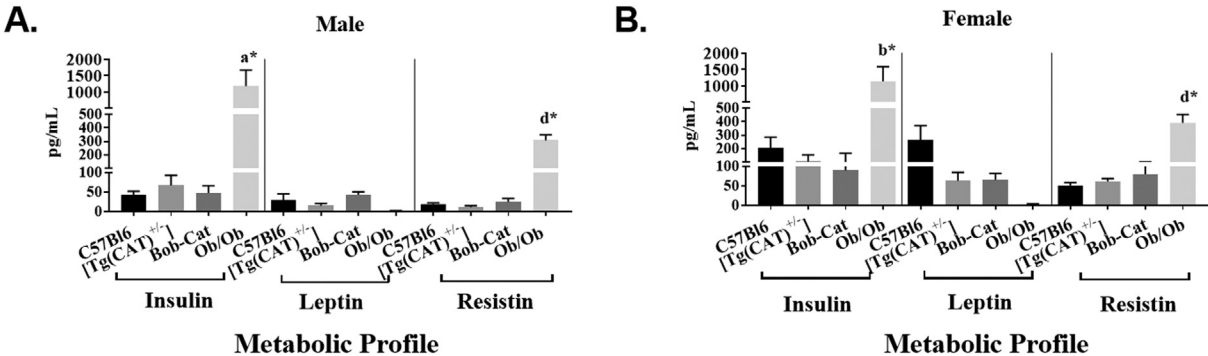 A.
Male
pg/mL
2000
1500
1000
500
500
400
300
200
100
100
50
0
a*
d*
C57Bl6
[Tg(CAT)+/-]
Bob-Cat
Ob/Ob
C57Bl6
[Tg(CAT)+/-]
Bob-Cat
Ob/Ob
C57Bl6
[Tg(CAT)+/-]
Bob-Cat
Ob/Ob
Insulin
Leptin
Resistin
Metabolic Profile
B.
Female
pg/mL
2000
1500
1000
500
500
400
300
200
100
100
50
0
b*
d*
C57Bl6
[Tg(CAT)+/-]
Bob-Cat
Ob/Ob
C57Bl6
[Tg(CAT)+/-]
Bob-Cat
Ob/Ob
C57Bl6
[Tg(CAT)+/-]
Bob-Cat
Ob/Ob
Insulin
Leptin
Resistin
Metabolic Profile